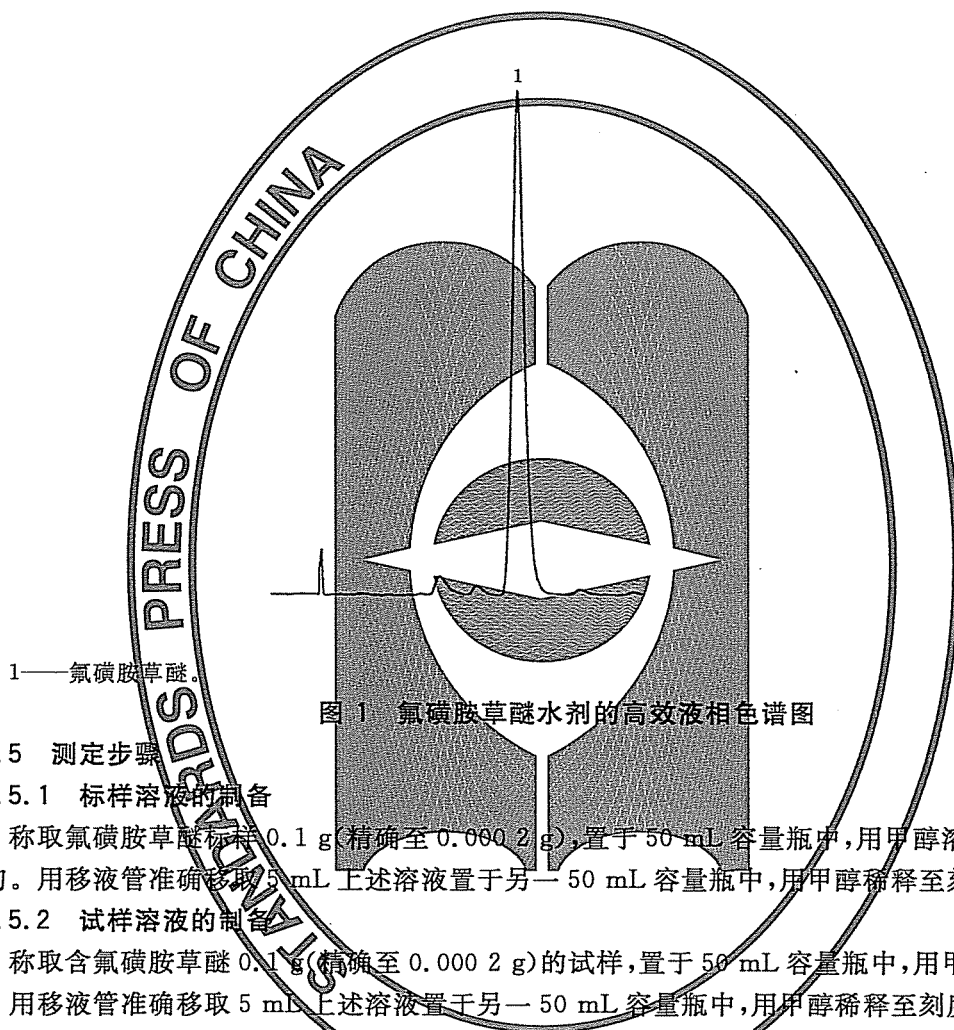 1
STANDARDS PRESS OF CHINA
1——氟磺胺草醚。
图 1 氟磺胺草醚水剂的高效液相色谱图
.5 测定步骤
.5.1 标样溶液的制备
称取氟磺胺草醚标样 0.1 g(精确至 0.000 2 g),置于 50 mL 容量瓶中,用甲醇
。用移液管准确移取 5 mL 上述溶液置于另一 50 mL 容量瓶中,用甲醇稀释至
.5.2 试样溶液的制备
称取含氟磺胺草醚 0.1 g(精确至 0.000 2 g)的试样,置于 50 mL 容量瓶中,用
用移液管准确移取 5 mL 上述溶液置于另一 50 mL 容量瓶中,用甲醇稀释至刻